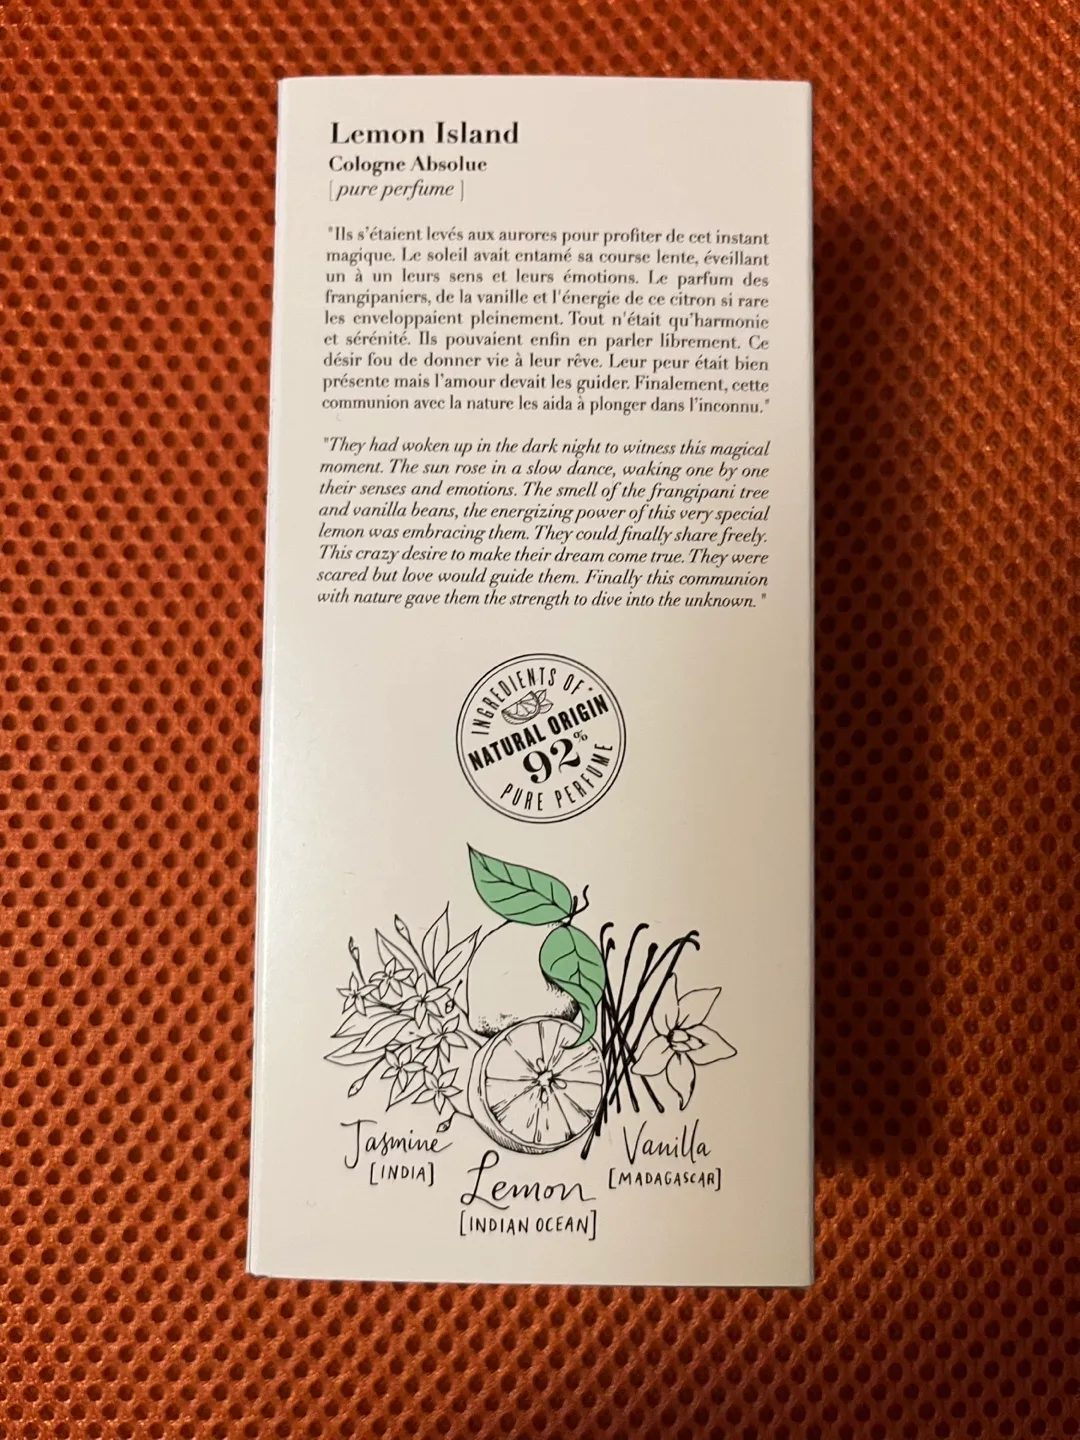 Lemon Island
Cologne Absolue
[ pure perfume ]
"Ils s'étaient levés aux aurores pour profiter de cet instant
magique. Le soleil avait entamé sa course lente, éveillant
un à un leurs sens et leurs émotions. Le parfum des
frangipaniers, de la vanille et l'énergie de ce citron si rare
les enveloppaient pleinement. Tout n'était qu'harmonie
et sérénité. Ils pouvaient enfin en parler librement. Ce
désir fou de donner vie à leur rêve. Leur peur était bien
présente mais l'amour devait les guider. Finalement, cette
communion avec la nature les aida à plonger dans l'inconnu."
"They had woken up in the dark night to witness this magical
moment. The sun rose in a slow dance, waking one by one
their senses and emotions. The smell of the frangipani tree
and vanilla beans, the energizing power of this very special
lemon was embracing them. They could finally share freely.
This crazy desire to make their dream come true. They were
scared but love would guide them. Finally this communion
with nature gave them the strength to dive into the unknown. "
INGREDIENTS OF*
NATURAL ORIGIN
92%
PURE PERFUME
Jasmine
[INDIA]
Lemon
[INDIAN OCEAN]
Vanilla
[MADAGASCAR]